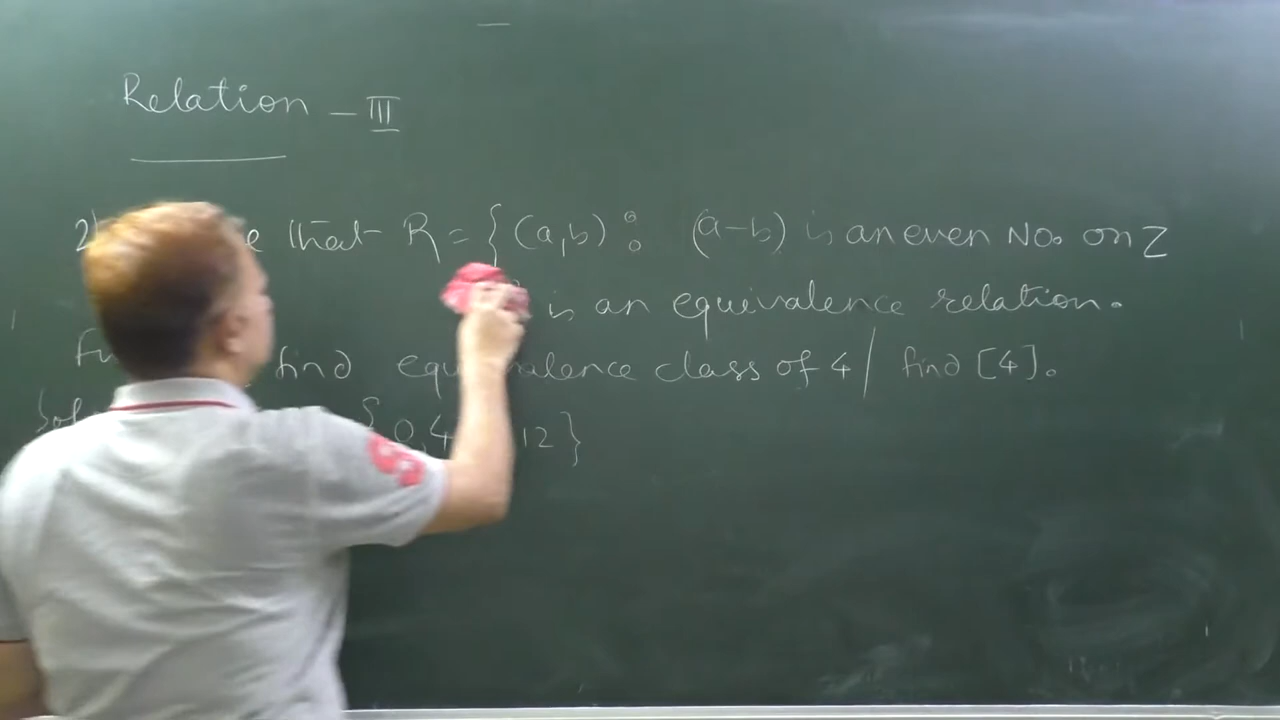 Relation - III
2) that R = { (a,b) : (a-b) is an even No. on Z
is an equivalence relation.
find class of 4 / find [4].
{ 0,4 12 }